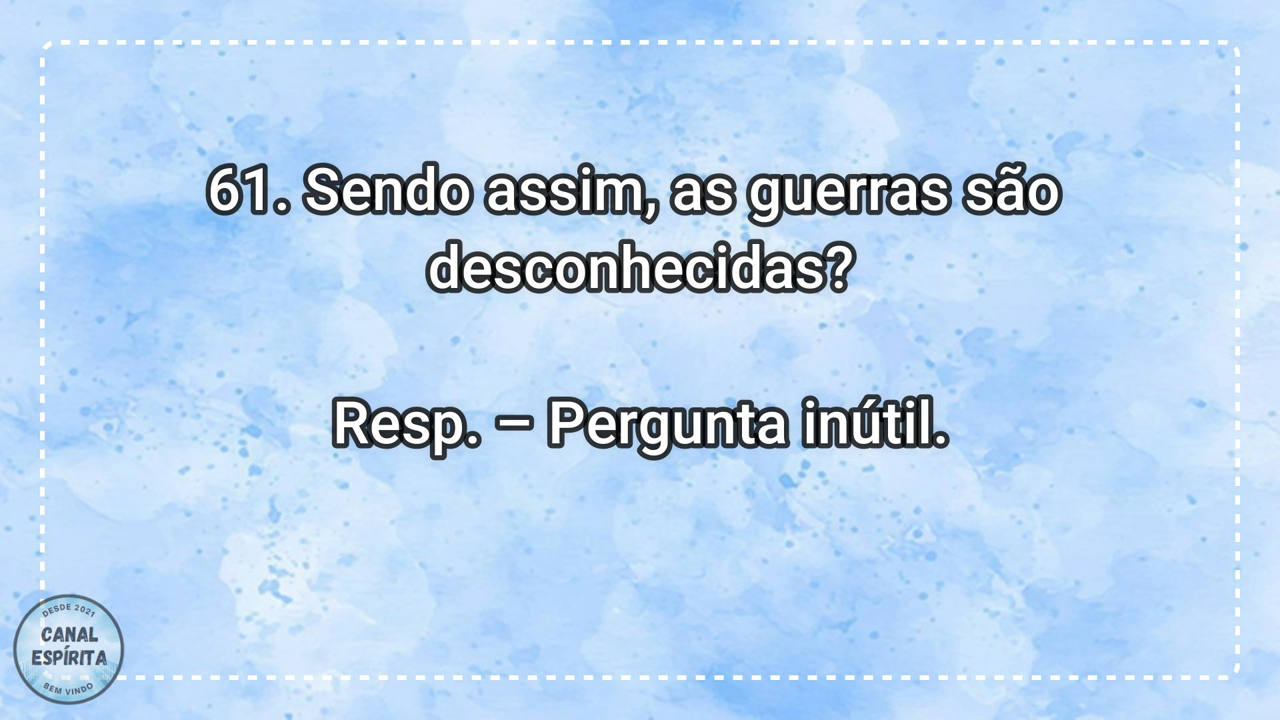 61. Sendo assim, as guerras são
desconhecidas?
Resp. – Pergunta inútil.
DESDE 2021
CANAL
ESPÍRITA
BEM VINDO